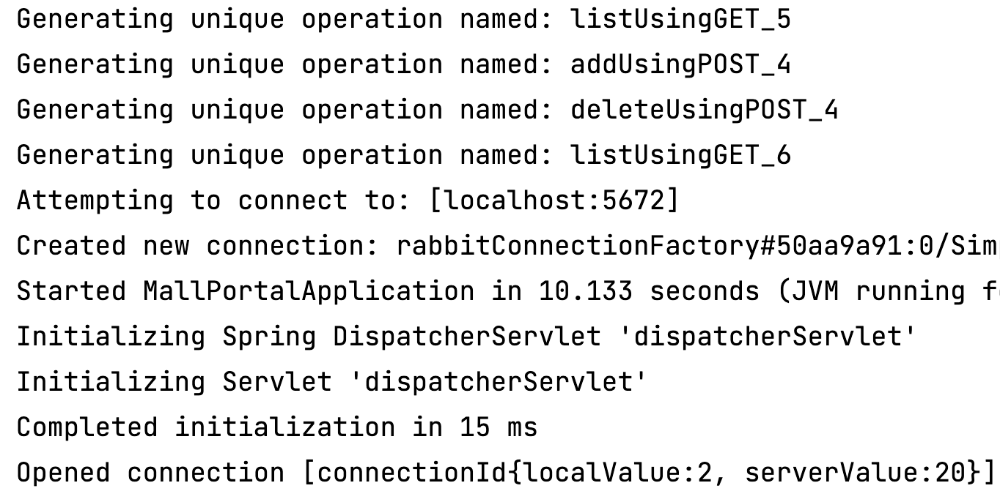 Generating unique operation named: listUsingGET_5
Generating unique operation named: addUsingPOST_4
Generating unique operation named: deleteUsingPOST_4
Generating unique operation named: listUsingGET_6
Attempting to connect to: [localhost:5672]
Created new connection: rabbitConnectionFactory#50aa9a91:0/Sim
Started MallPortalApplication in 10.133 seconds (JVM running
Initializing Spring DispatcherServlet 'dispatcherServlet'
Initializing Servlet 'dispatcherServlet'
Completed initialization in 15 ms
Opened connection [connectionId{localValue:2, serverValue:20}]